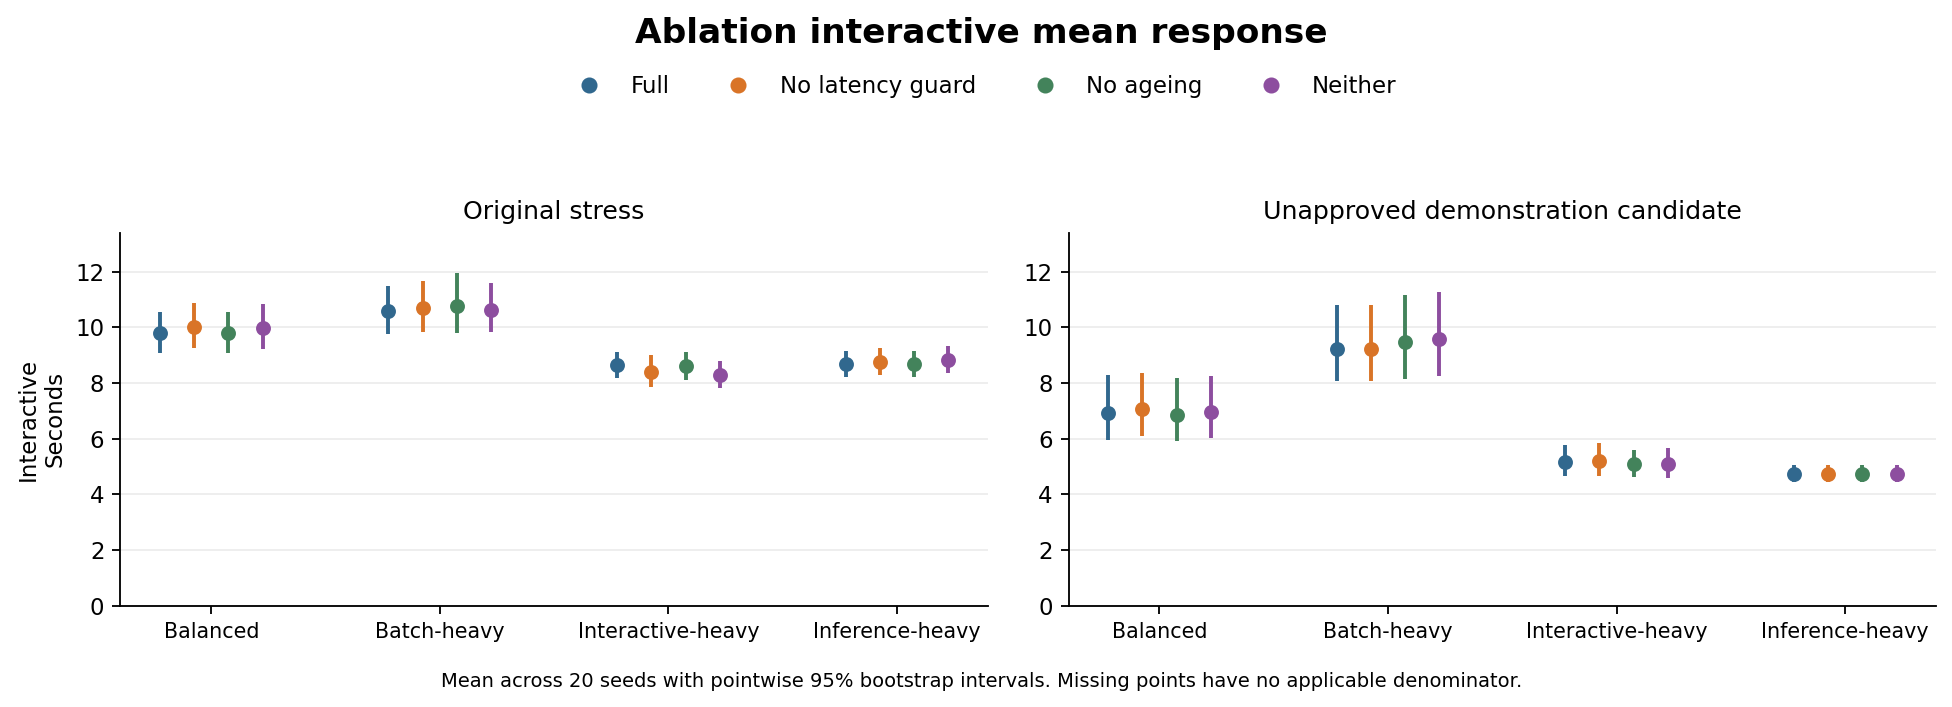 Ablation interactive mean response
Full
No latency guard
No ageing
Neither
Original stress
Interactive
Seconds
12
10
8
6
4
2
0
Balanced
Batch-heavy
Interactive-heavy
Inference-heavy
Unapproved demonstration candidate
12
10
8
6
4
2
0
Balanced
Batch-heavy
Interactive-heavy
Inference-heavy
Mean across 20 seeds with pointwise 95% bootstrap intervals. Missing points have no applicable denominator.